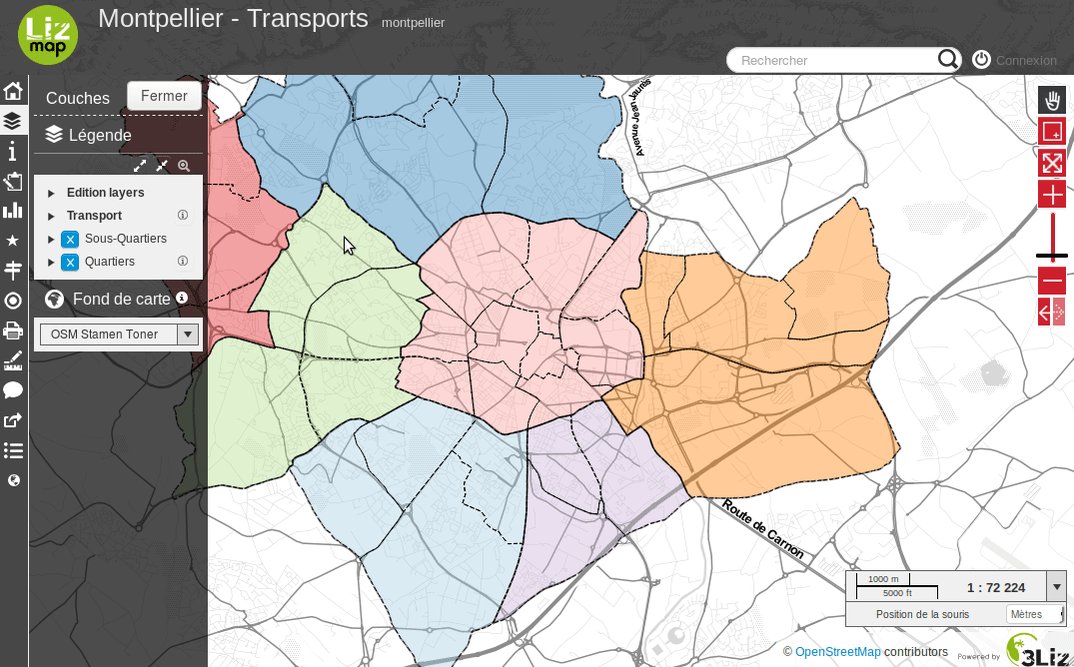 Liz
map
Montpellier - Transports montpellier
Rechercher
Connexion
Couches
Fermer
Légende
Edition layers
Transport
Sous-Quartiers
Quartiers
Fond de carte
OSM Stamen Toner
Avenue Jean Jaurès
Route de Carnon
1000 m
5000 ft
1 : 72 224
Position de la souris
Mètres
© OpenStreetMap contributors
Powered by
3Liz